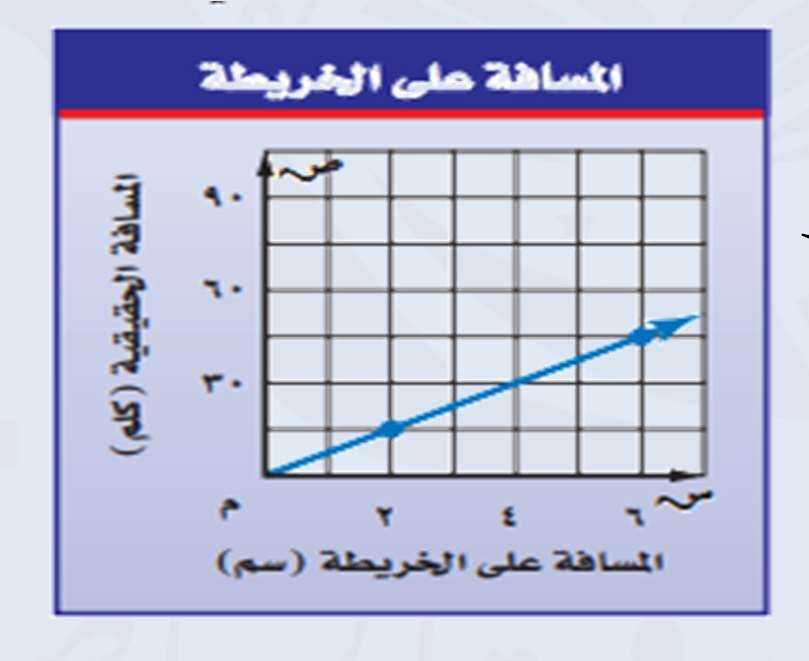 المسافة على الخريطة
المسافة الحقيقية (كلم)
ص
٩٠
٦٠
٣٠
م
٢
٤
٦
س
المسافة على الخريطة (سم)